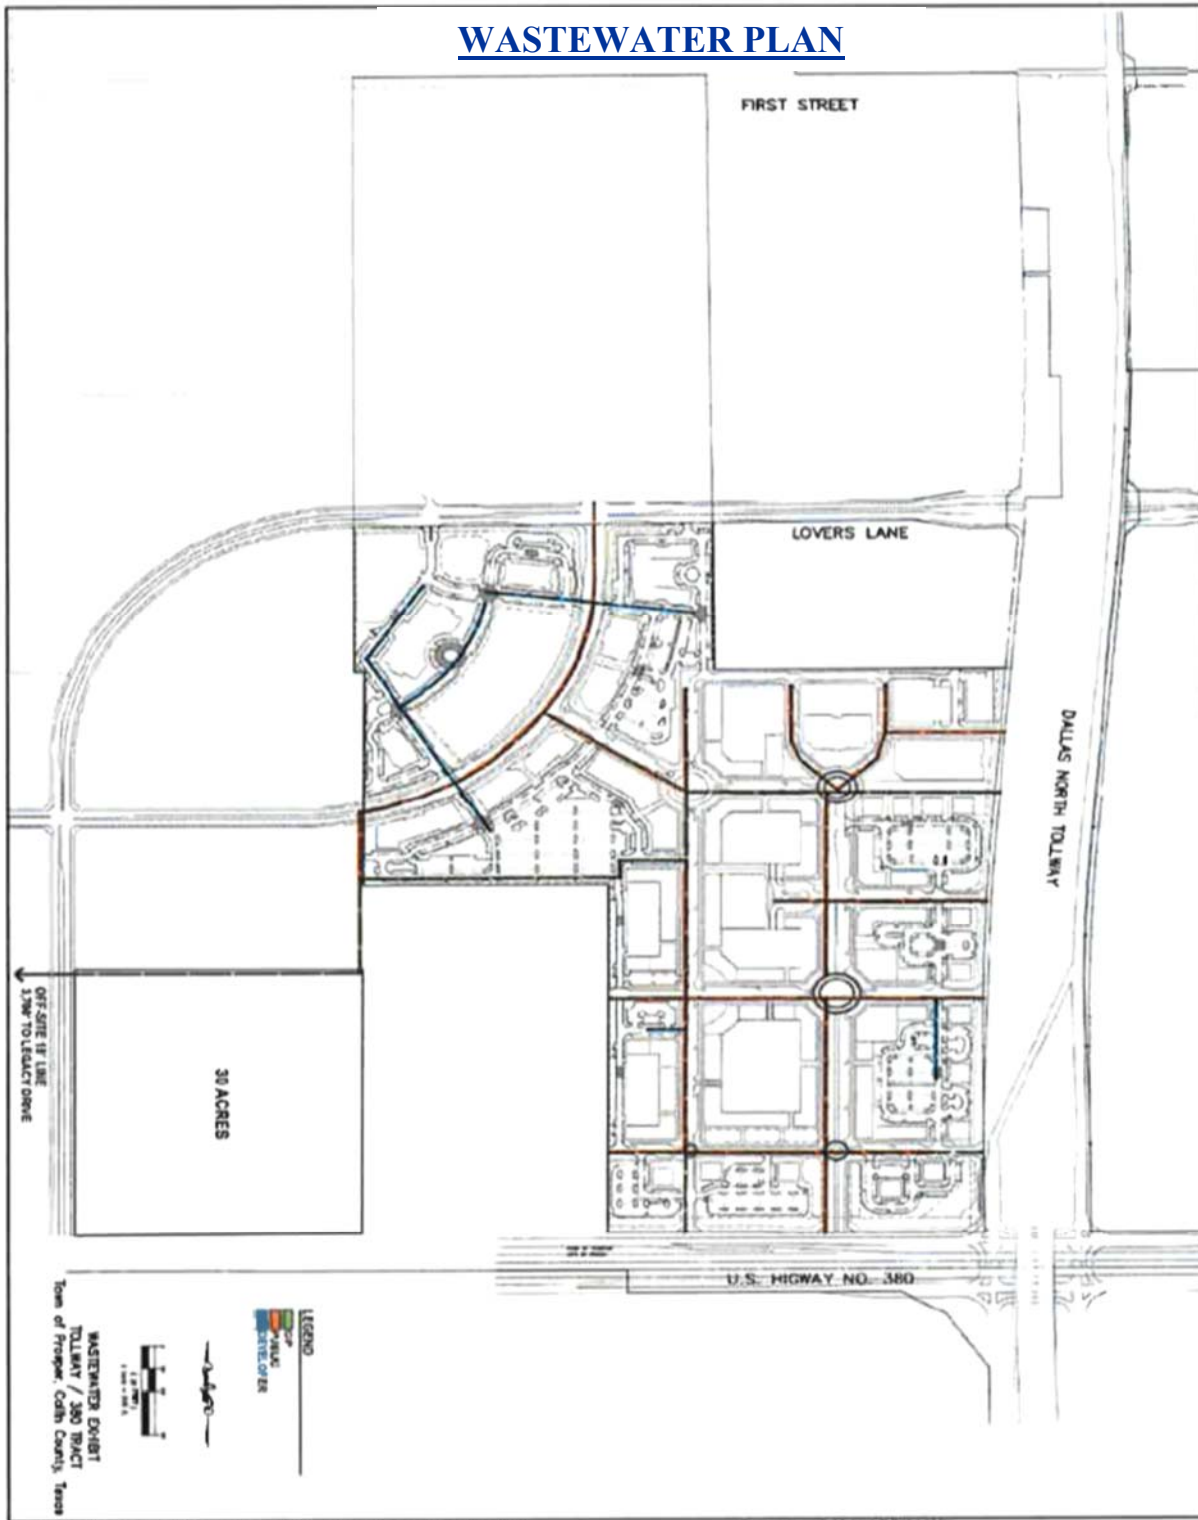 WASTEWATER PLAN
FIRST STREET
LOVERS LANE
DALLAS NORTH TOLLWAY
OFF-SITE LINE
TO LEGACY DRIVE
30 ACRES
U.S. HIGWAY NO. 380
LEGEND
CIP
PUBLIC
DEVELOPER
WASTEWATER EXHIBIT
TOLLWAY / 380 TRACT
Town of Prosper, Collin County, Texas